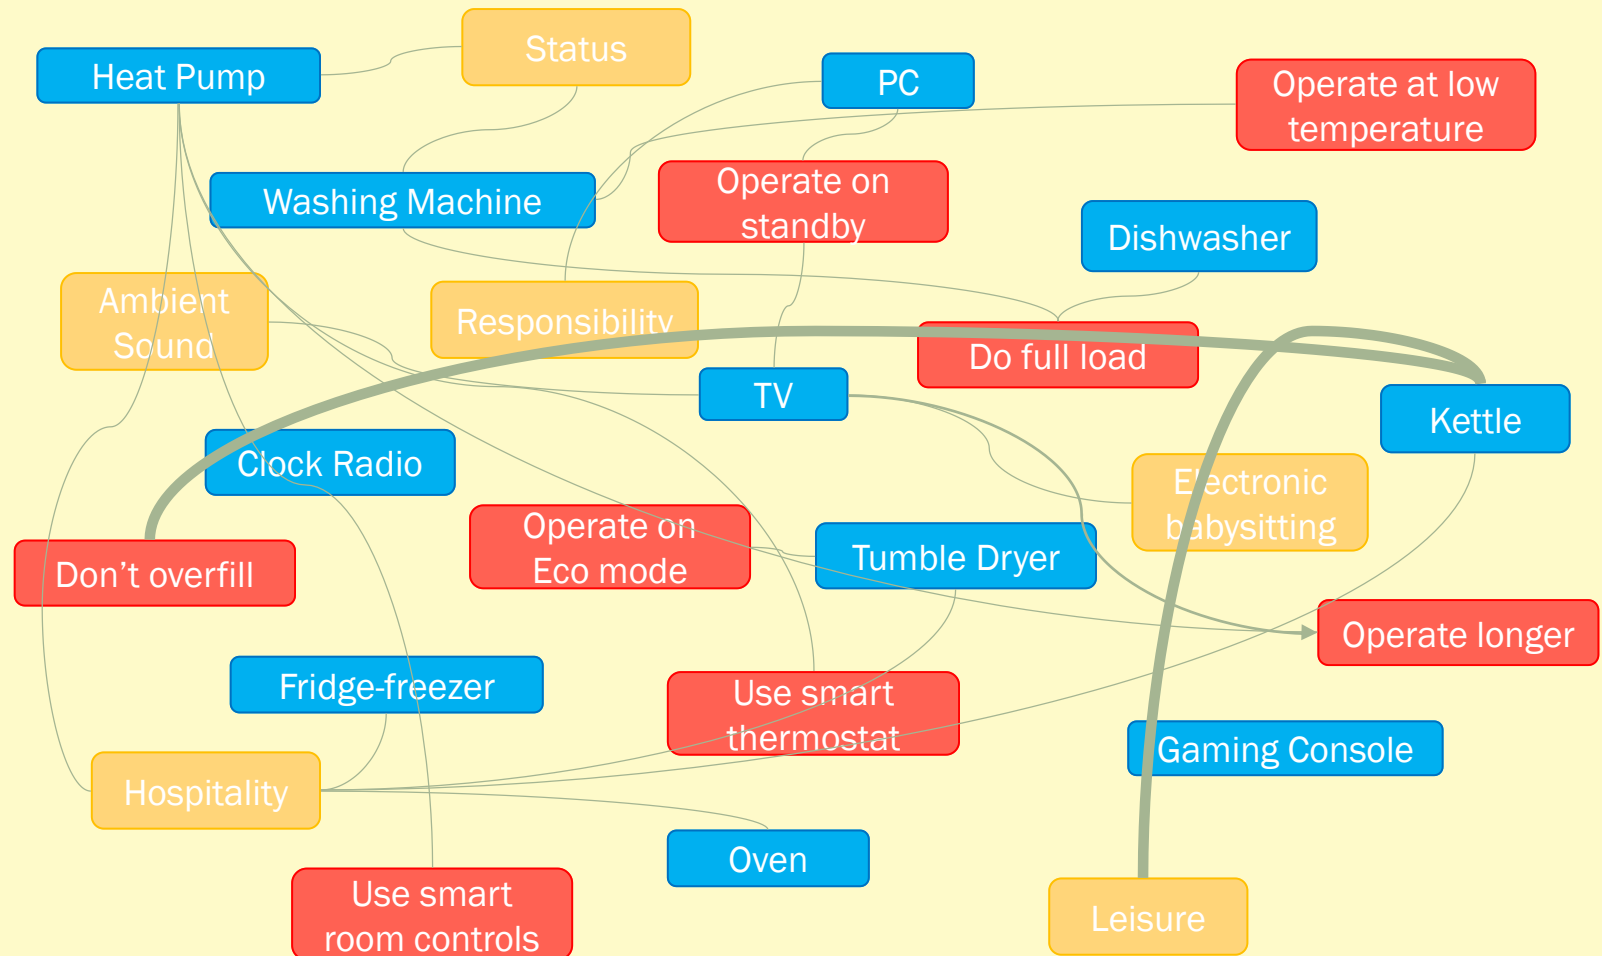 Status
Heat Pump
PC
Operate at low
temperature
Washing Machine
Operate on
standby
Dishwasher
Ambient
Sound
Responsibility
Do full load
TV
Kettle
Clock Radio
Electronic
babysitting
Operate on
Eco mode
Tumble Dryer
Don’t overfill
Operate longer
Fridge-freezer
Use smart
thermostat
Gaming Console
Hospitality
Oven
Use smart
room controls
Leisure